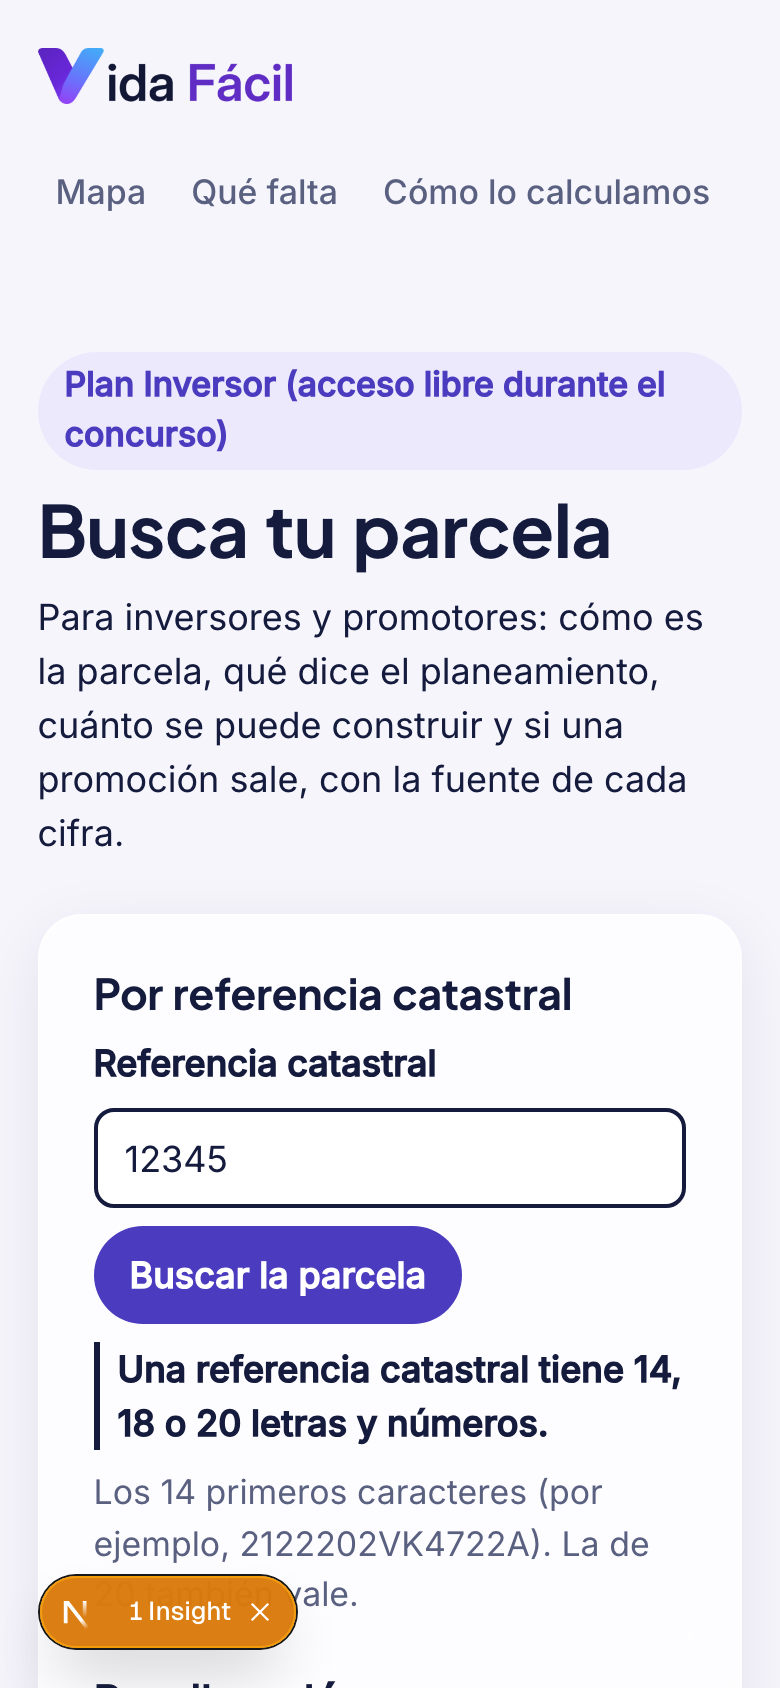 Vida Fácil
Mapa Qué falta Cómo lo calculamos
Plan Inversor (acceso libre durante el
concurso)
Busca tu parcela
Para inversores y promotores: cómo es
la parcela, qué dice el planeamiento,
cuánto se puede construir y si una
promoción sale, con la fuente de cada
cifra.
Por referencia catastral
Referencia catastral
12345
Buscar la parcela
Una referencia catastral tiene 14,
18 o 20 letras y números.
Los 14 primeros caracteres (por
ejemplo, 2122202VK4722A). La de
20 también vale.
N 1 Insight